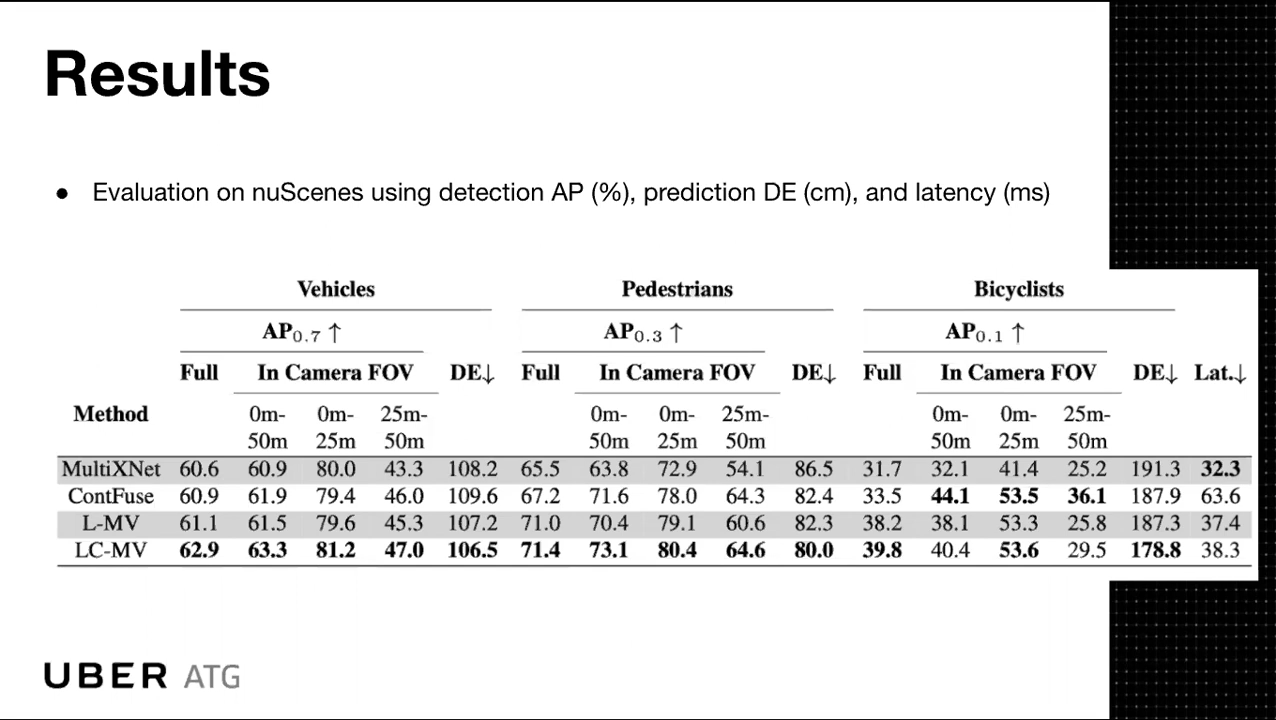 Results
● Evaluation on nuScenes using detection AP (%), prediction DE (cm), and latency (ms)
Vehicles Pedestrians Bicyclists
AP0.7 ↑ AP0.3 ↑ AP0.1 ↑
Full In Camera FOV DE↓ Full In Camera FOV DE↓ Full In Camera FOV DE↓ Lat.↓
Method 0m- 0m- 25m- 0m- 0m- 25m- 0m- 0m- 25m-
50m 25m 50m 50m 25m 50m 50m 25m 50m
MultiXNet 60.6 60.9 80.0 43.3 108.2 65.5 63.8 72.9 54.1 86.5 31.7 32.1 41.4 25.2 191.3 32.3
ContFuse 60.9 61.9 79.4 46.0 109.6 67.2 71.6 78.0 64.3 82.4 33.5 44.1 53.5 36.1 187.9 63.6
L-MV 61.1 61.5 79.6 45.3 107.2 71.0 70.4 79.1 60.6 82.3 38.2 38.1 53.3 25.8 187.3 37.4
LC-MV 62.9 63.3 81.2 47.0 106.5 71.4 73.1 80.4 64.6 80.0 39.8 40.4 53.6 29.5 178.8 38.3
UBER ATG